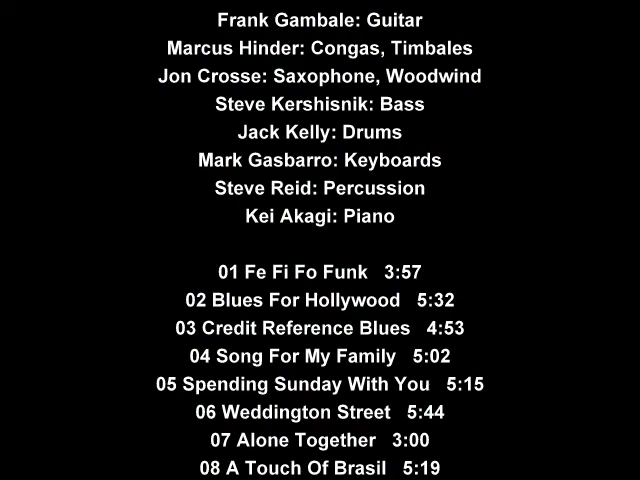 Frank Gambale: Guitar
Marcus Hinder: Congas, Timbales
Jon Crosse: Saxophone, Woodwind
Steve Kershisnik: Bass
Jack Kelly: Drums
Mark Gasbarro: Keyboards
Steve Reid: Percussion
Kei Akagi: Piano
01 Fe Fi Fo Funk 3:57
02 Blues For Hollywood 5:32
03 Credit Reference Blues 4:53
04 Song For My Family 5:02
05 Spending Sunday With You 5:15
06 Weddington Street 5:44
07 Alone Together 3:00
08 A Touch Of Brasil 5:19